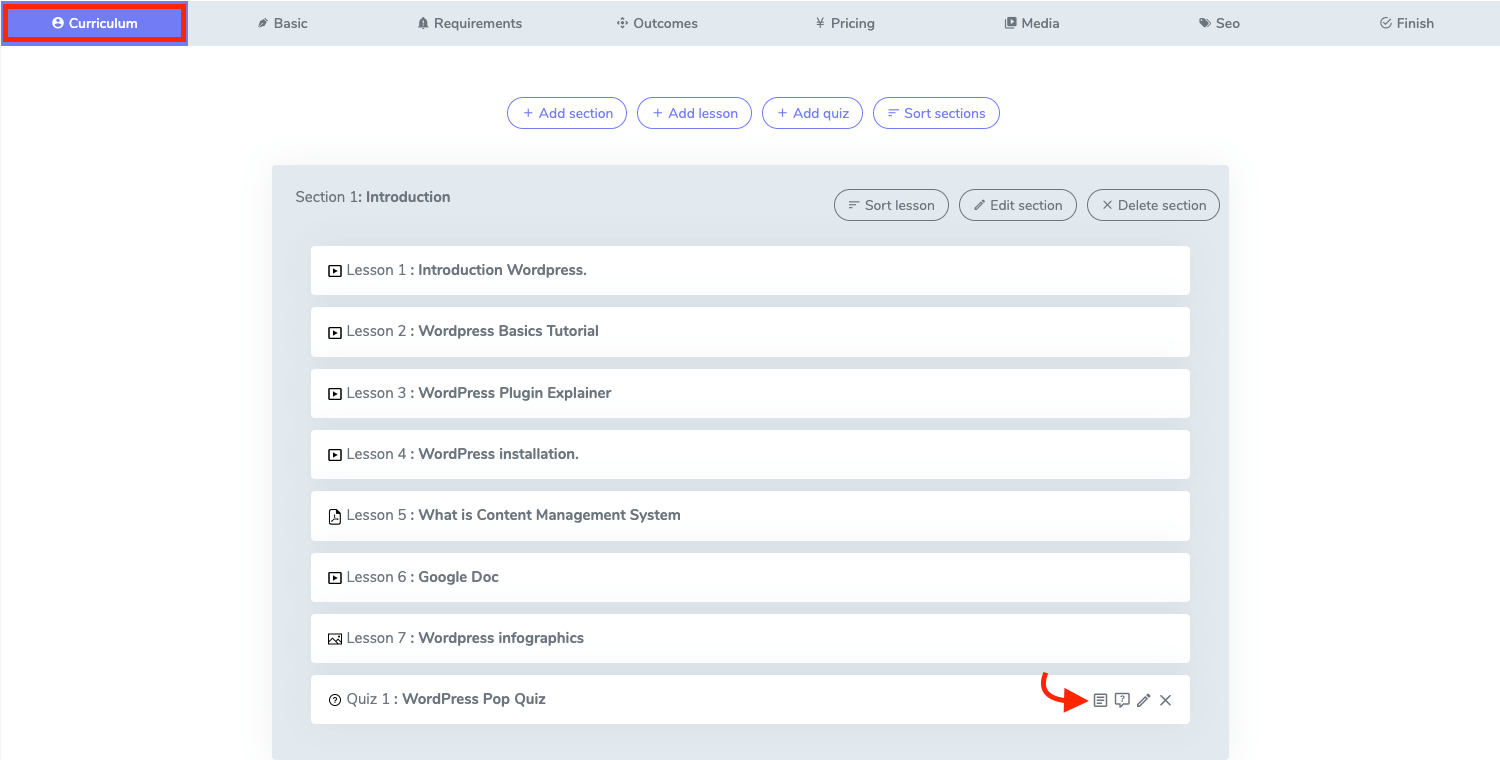 Curriculum
Basic
Requirements
Outcomes
¥ Pricing
Media
Seo
Finish
+ Add section
+ Add lesson
+ Add quiz
Sort sections
Section 1: Introduction
Sort lesson
Edit section
Delete section
Lesson 1 : Introduction Wordpress.
Lesson 2 : Wordpress Basics Tutorial
Lesson 3 : WordPress Plugin Explainer
Lesson 4 : WordPress installation.
Lesson 5 : What is Content Management System
Lesson 6 : Google Doc
Lesson 7 : Wordpress infographics
Quiz 1 : WordPress Pop Quiz